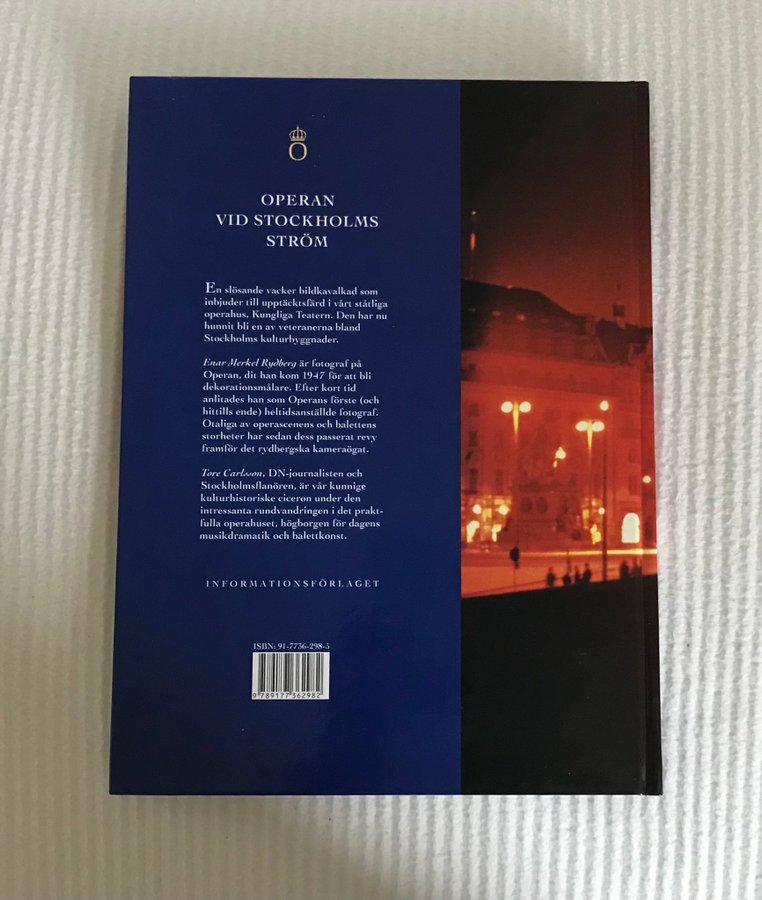 O
OPERAN
VID STOCKHOLMS
STRÖM
En slösande vacker bildkavalkad som
inbjuder till upptäcktsfärd i vårt ståtliga
operahus, Kungliga Teatern. Den har nu
hunnit bli en av veteranerna bland
Stockholms kulturbyggnader.
Enar Merkel Rydberg är fotograf på
Operan, dit han kom 1947 för att bli
dekorationsmålare. Efter kort tid
anlitades han som Operans förste (och
hittills ende) heltidsanställde fotograf.
Otaliga av operascenens och balettens
storheter har sedan dess passerat revy
framför det rydbergska kameraögat.
Tore Carlsson, DN-journalisten och
Stockholmsflanören, är vår kunnige
kulturhistoriske ciceron under den
intressanta rundvandringen i det prakt-
fulla operahuset, högborgen för dagens
musikdramatik och balettkonst.
INFORMATIONSFÖRLAGET
ISBN: 91-7736-298-5
9 789177 362982